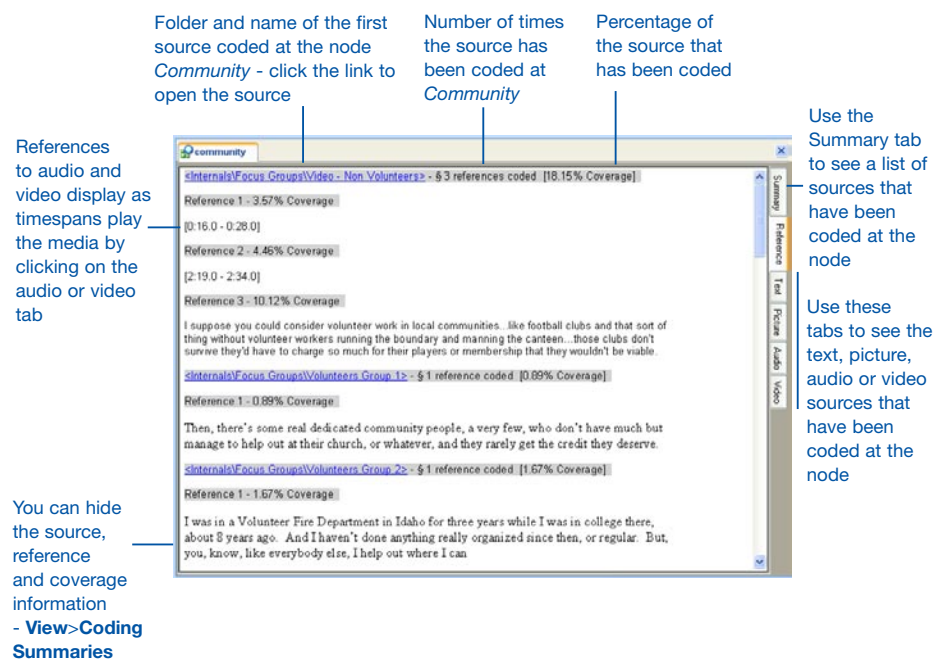 Folder and name of the first
source coded at the node
Community - click the link to
open the source
Number of times
the source has
been coded at
Community
Percentage of
the source that
has been coded
References
to audio and
video display as
timespans play
the media by
clicking on the
audio or video
tab
You can hide
the source,
reference
and coverage
information
- View>Coding
Summaries
community
<Internals\Focus Groups\Video - Non Volunteers> - § 3 references coded [18.15% Coverage]
Reference 1 - 3.57% Coverage
[0:16.0 - 0:28.0]
Reference 2 - 4.46% Coverage
[2:19.0 - 2:34.0]
Reference 3 - 10.12% Coverage
I suppose you could consider volunteer work in local communities...like football clubs and that sort of
thing without volunteer workers running the boundary and manning the canteen...those clubs don't
survive they'd have to charge so much for their players or membership that they wouldn't be viable.
<Internals\Focus Groups\Volunteers Group 1> - § 1 reference coded [0.89% Coverage]
Reference 1 - 0.89% Coverage
Then, there's some real dedicated community people, a very few, who don't have much but
manage to help out at their church, or whatever, and they rarely get the credit they deserve.
<Internals\Focus Groups\Volunteers Group 2> - § 1 reference coded [1.67% Coverage]
Reference 1 - 1.67% Coverage
I was in a Volunteer Fire Department in Idaho for three years while I was in college there,
about 8 years ago. And I haven't done anything really organized since then, or regular. But,
you, know, like everybody else, I help out where I can
Summary
Reference
Text
Picture
Audio
Video
Use the
Summary tab
to see a list of
sources that
have been
coded at the
node
Use these
tabs to see the
text, picture,
audio or video
sources that
have been
coded at the
node